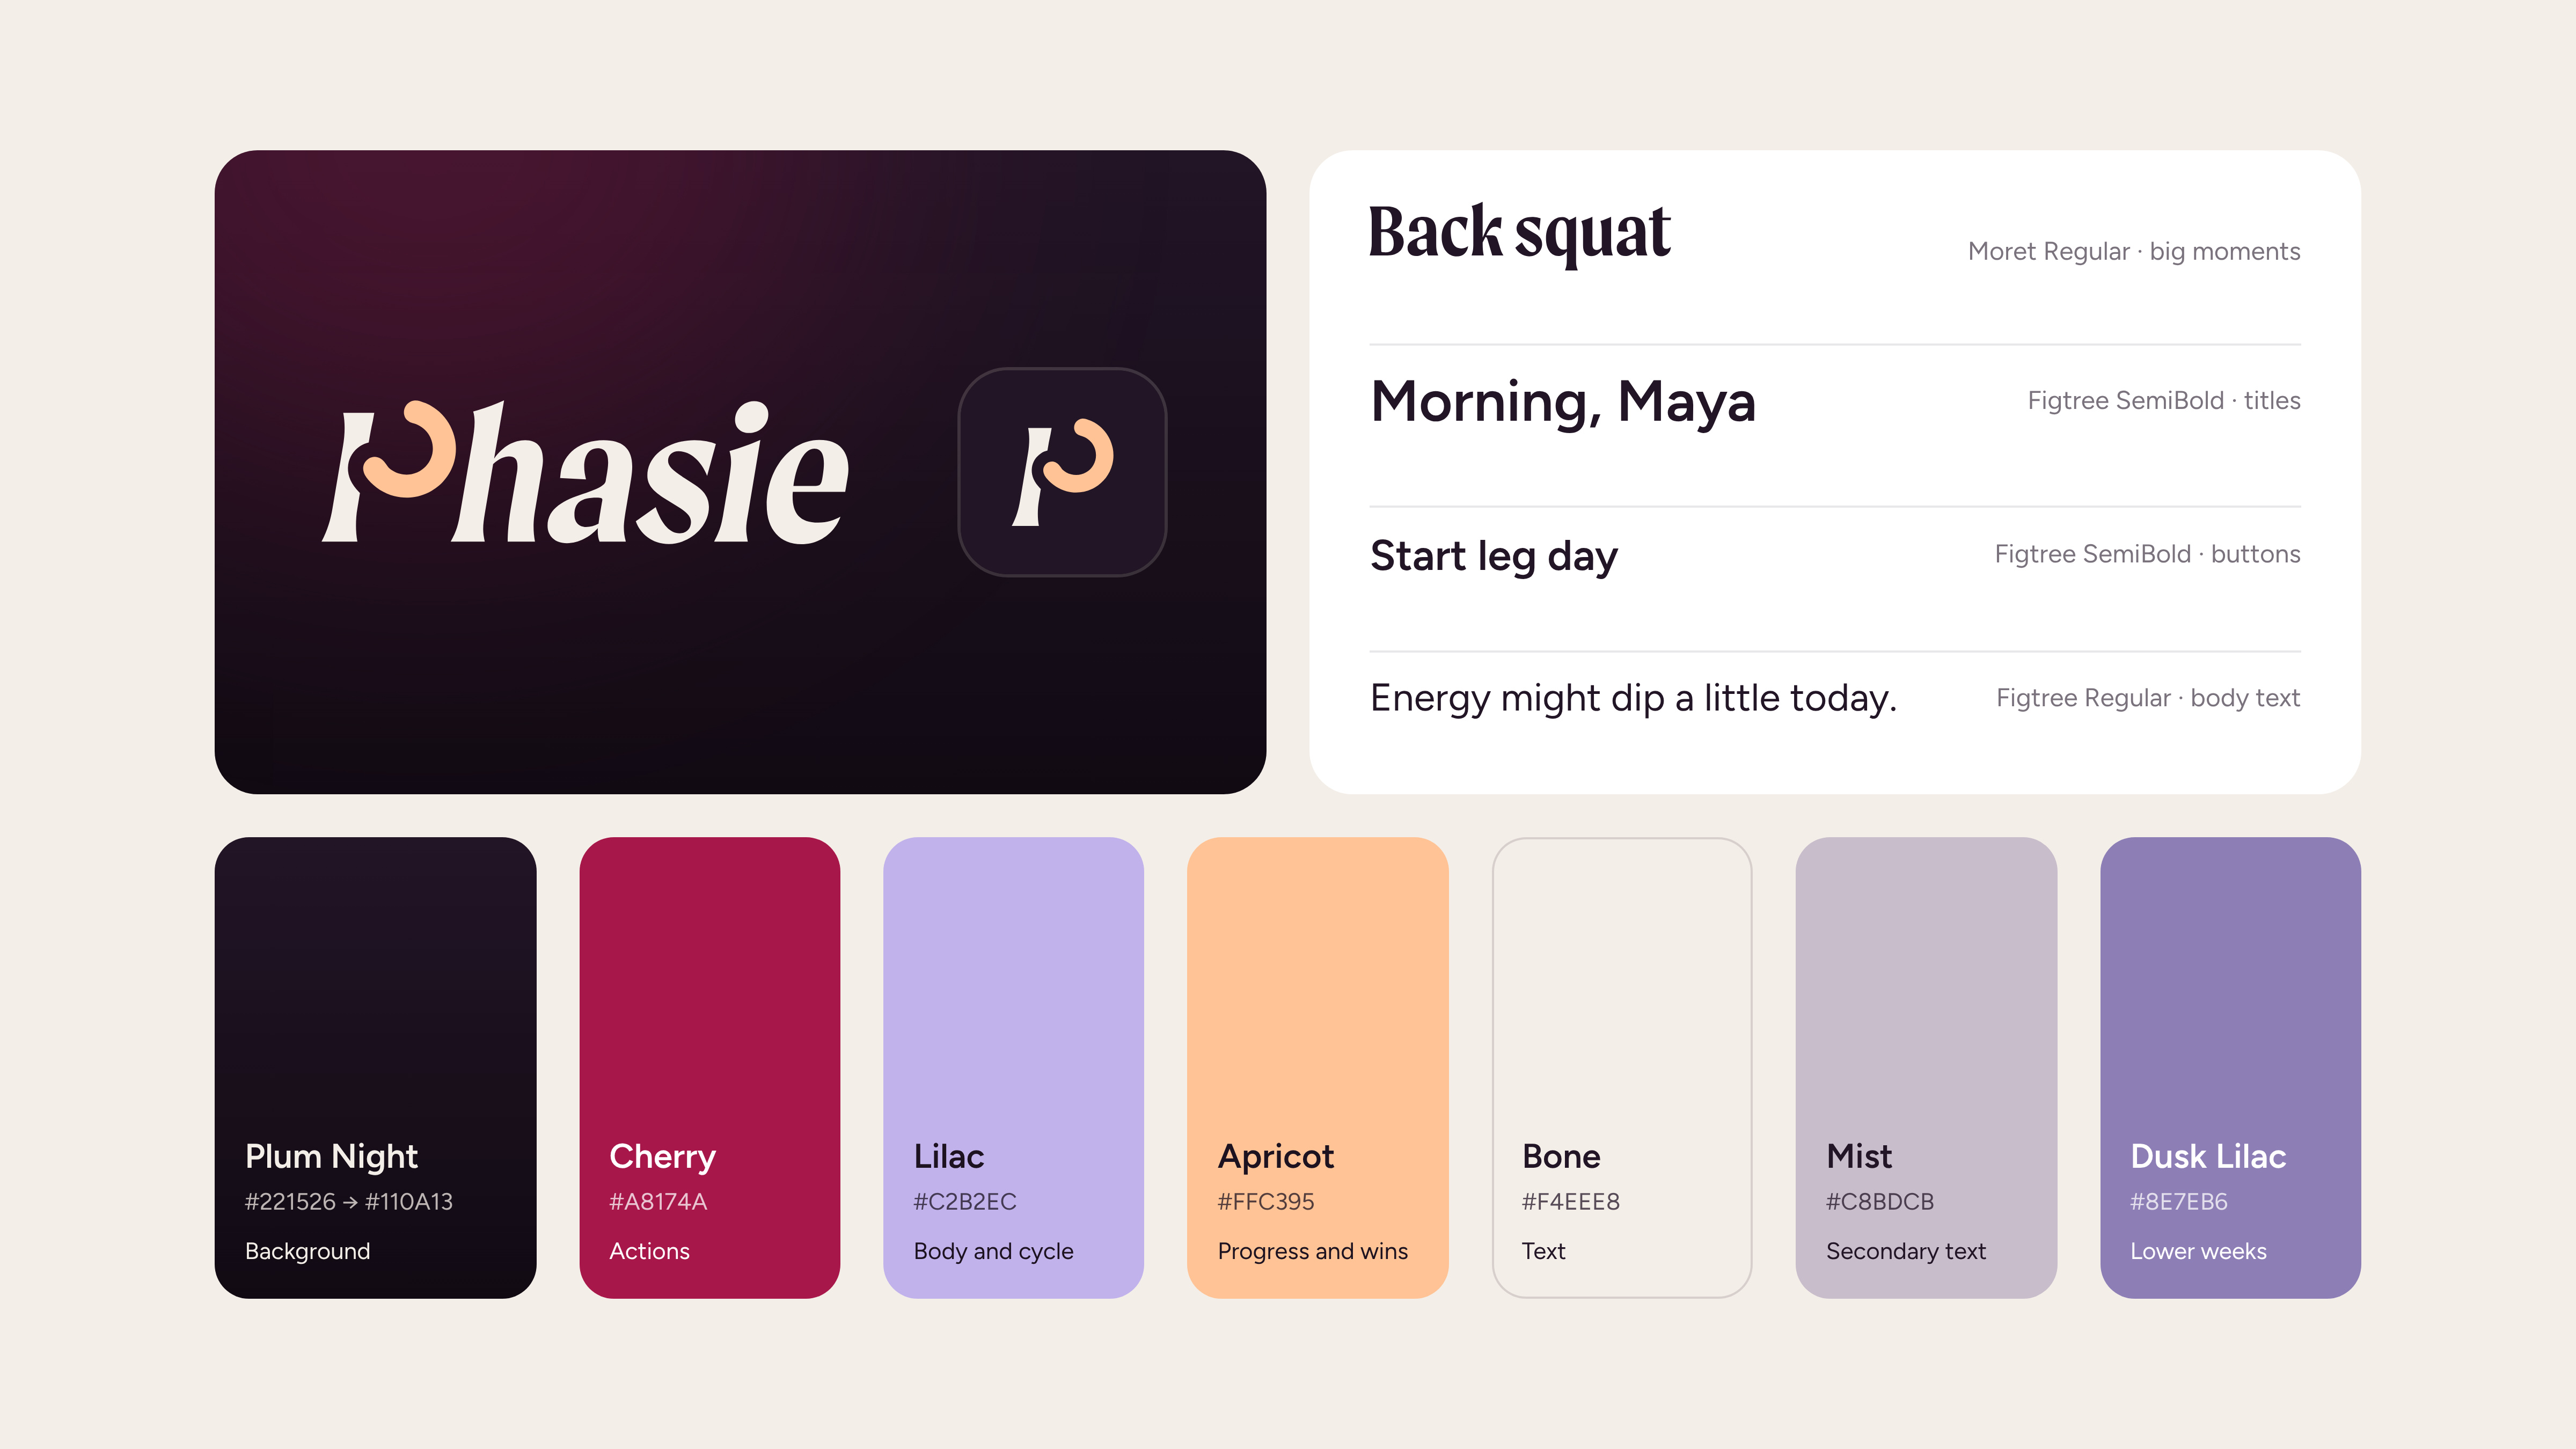 Phasie
P
Back squat
Moret Regular · big moments
Morning, Maya
Figtree SemiBold · titles
Start leg day
Figtree SemiBold · buttons
Energy might dip a little today.
Figtree Regular · body text
Plum Night
#221526 → #110A13
Background
Cherry
#A8174A
Actions
Lilac
#C2B2EC
Body and cycle
Apricot
#FFC395
Progress and wins
Bone
#F4EEE8
Text
Mist
#C8BDCB
Secondary text
Dusk Lilac
#8E7EB6
Lower weeks